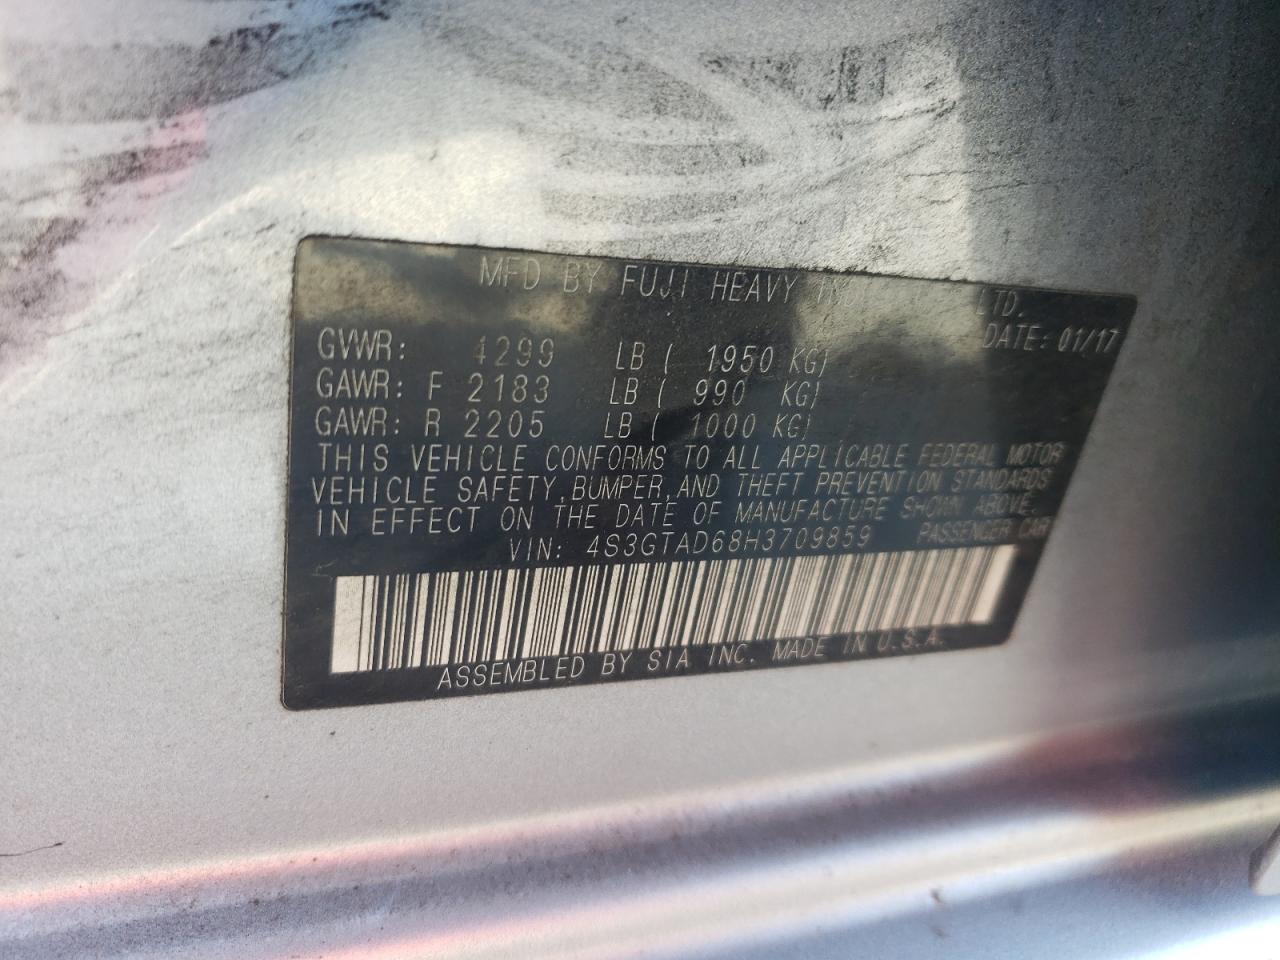 MFD BY FUJI HEAVY IND. LTD.
DATE: 01/17
GVWR: 4299 LB ( 1950 KG)
GAWR: F 2183 LB ( 990 KG)
GAWR: R 2205 LB ( 1000 KG)
THIS VEHICLE CONFORMS TO ALL APPLICABLE FEDERAL MOTOR
VEHICLE SAFETY, BUMPER, AND THEFT PREVENTION STANDARDS
IN EFFECT ON THE DATE OF MANUFACTURE SHOWN ABOVE.
VIN: 4S3GTAD68H3709859 PASSENGER CAR
ASSEMBLED BY SIA INC. MADE IN U.S.A.